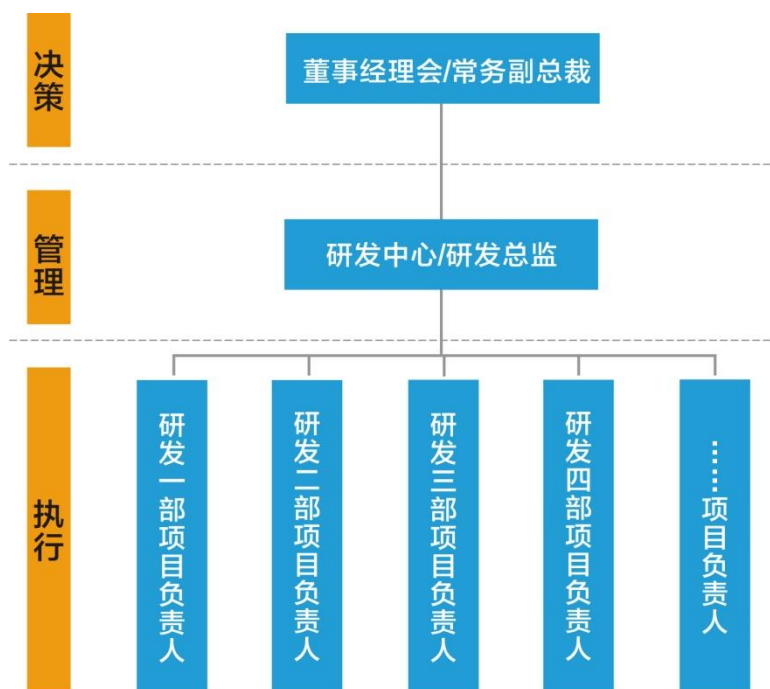 决策
董事经理会/常务副总裁
管理
研发中心/研发总监
执行
研发一部项目负责人
研发二部项目负责人
研发三部项目负责人
研发四部项目负责人
……项目负责人